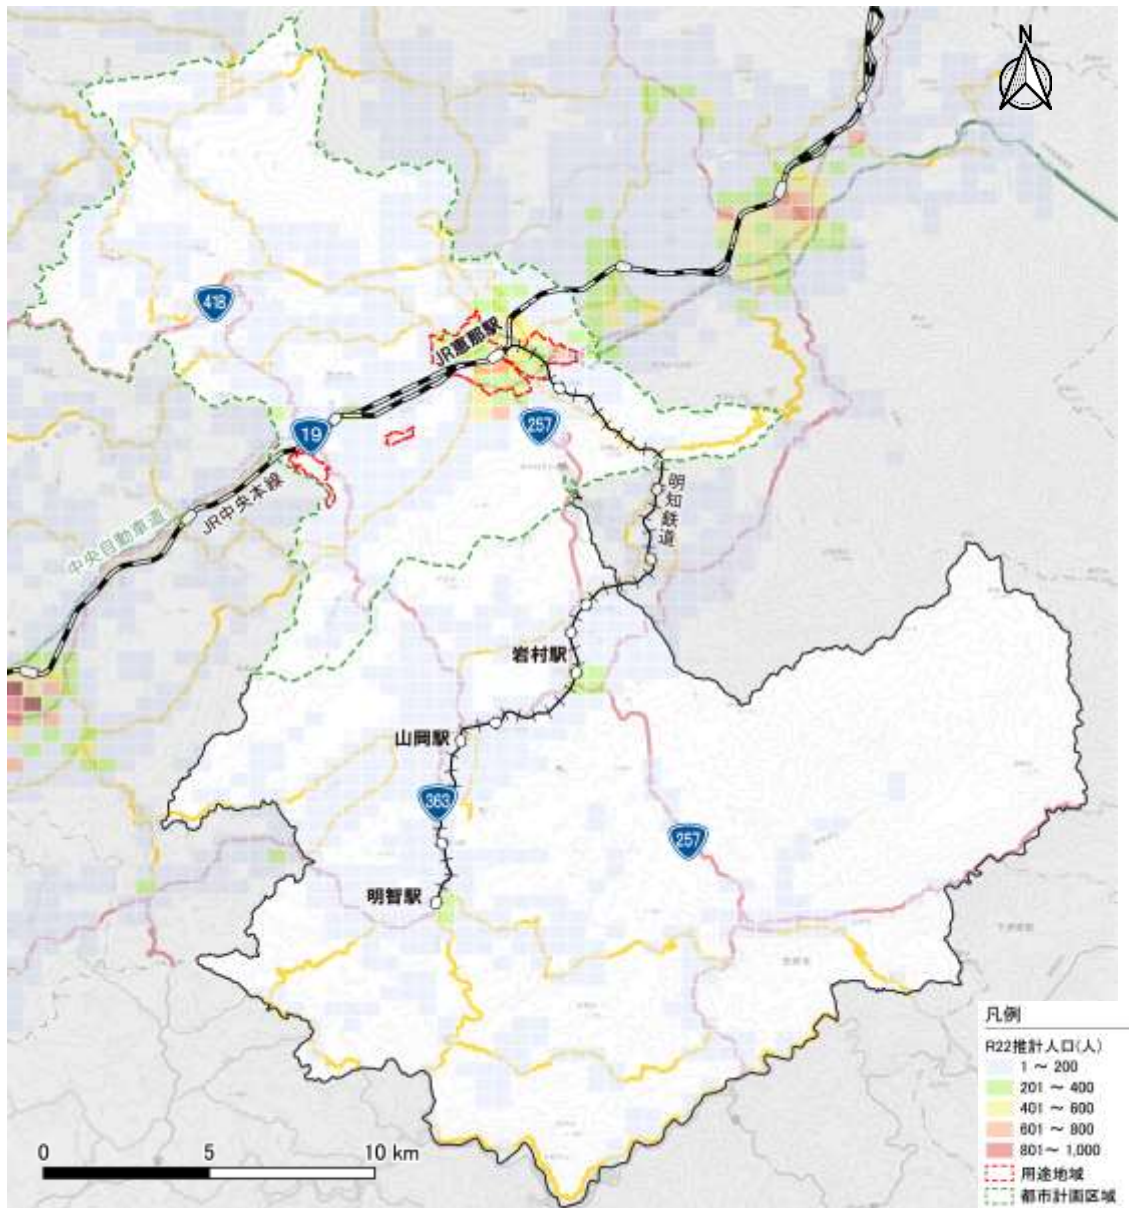 N
418
JR恵那駅
19
257
JR中央本線
中央自動車道
明知鉄道
岩村駅
山岡駅
363
257
明智駅
凡例
R22推計人口(人)
1 ～ 200
201 ～ 400
401 ～ 600
601 ～ 800
801～ 1,000
用途地域
都市計画区域
0 5 10 km